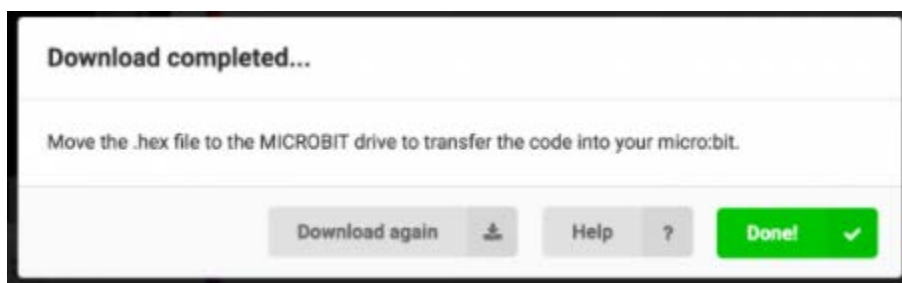 Download completed...
Move the .hex file to the MICROBIT drive to transfer the code into your micro:bit.
Download again
Help ?
Done!